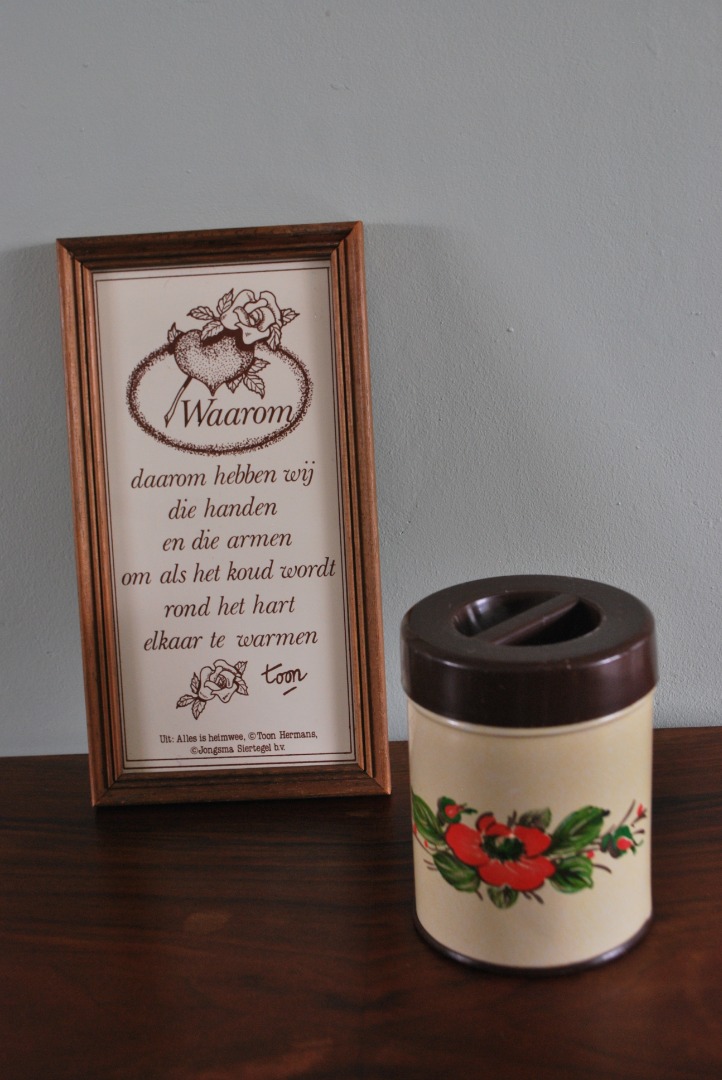 Waarom
daarom hebben wij
die handen
en die armen
om als het koud wordt
rond het hart
elkaar te warmen
toon
Uit: Alles is heimwee, ©Toon Hermans,
©Jongsma Siertegel b.v.